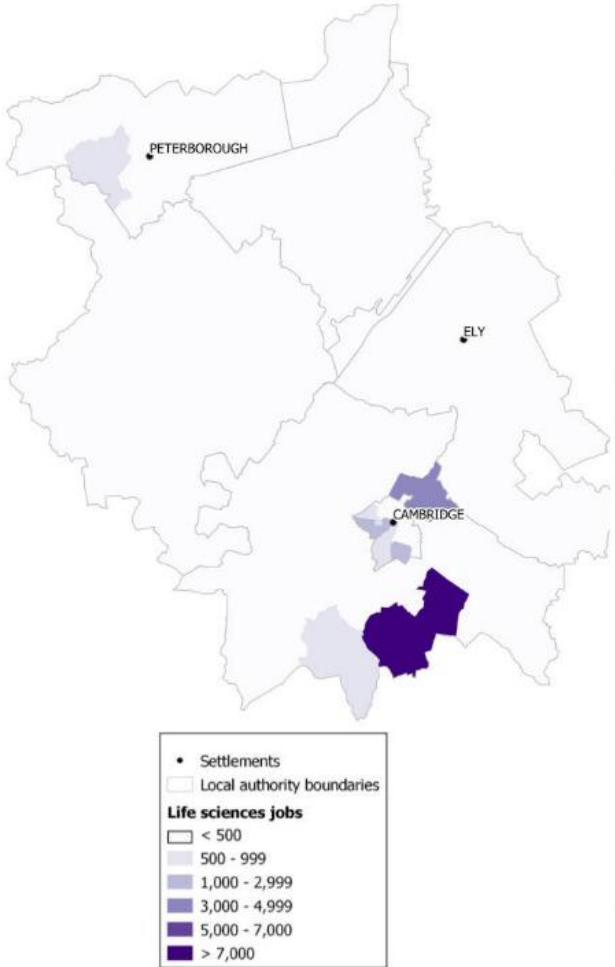 PETERBOROUGH
ELY
CAMBRIDGE
Settlements
Local authority boundaries
Life sciences jobs
< 500
500 - 999
1,000 - 2,999
3,000 - 4,999
5,000 - 7,000
> 7,000